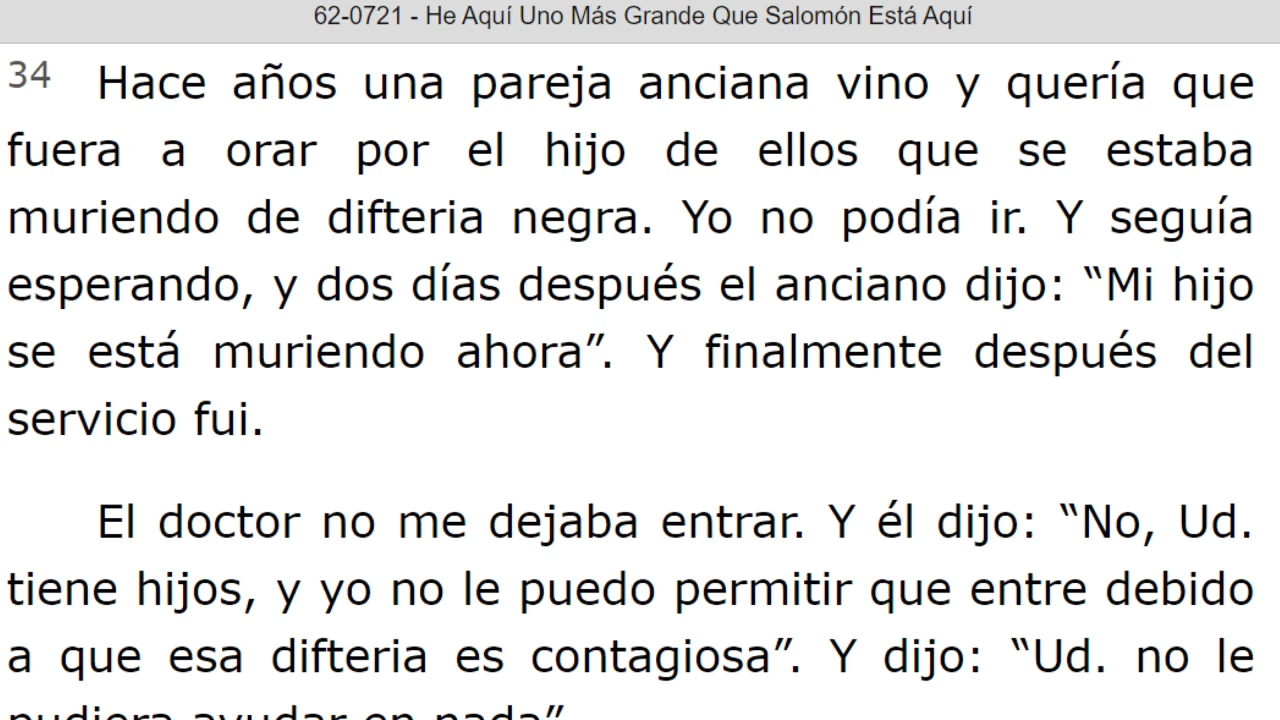 62-0721 - He Aquí Uno Más Grande Que Salomón Está Aquí
34 Hace años una pareja anciana vino y quería que
fuera a orar por el hijo de ellos que se estaba
muriendo de difteria negra. Yo no podía ir. Y seguía
esperando, y dos días después el anciano dijo: “Mi hijo
se está muriendo ahora”. Y finalmente después del
servicio fui.
El doctor no me dejaba entrar. Y él dijo: “No, Ud.
tiene hijos, y yo no le puedo permitir que entre debido
a que esa difteria es contagiosa”. Y dijo: “Ud. no le
pudiera ayudar en nada”